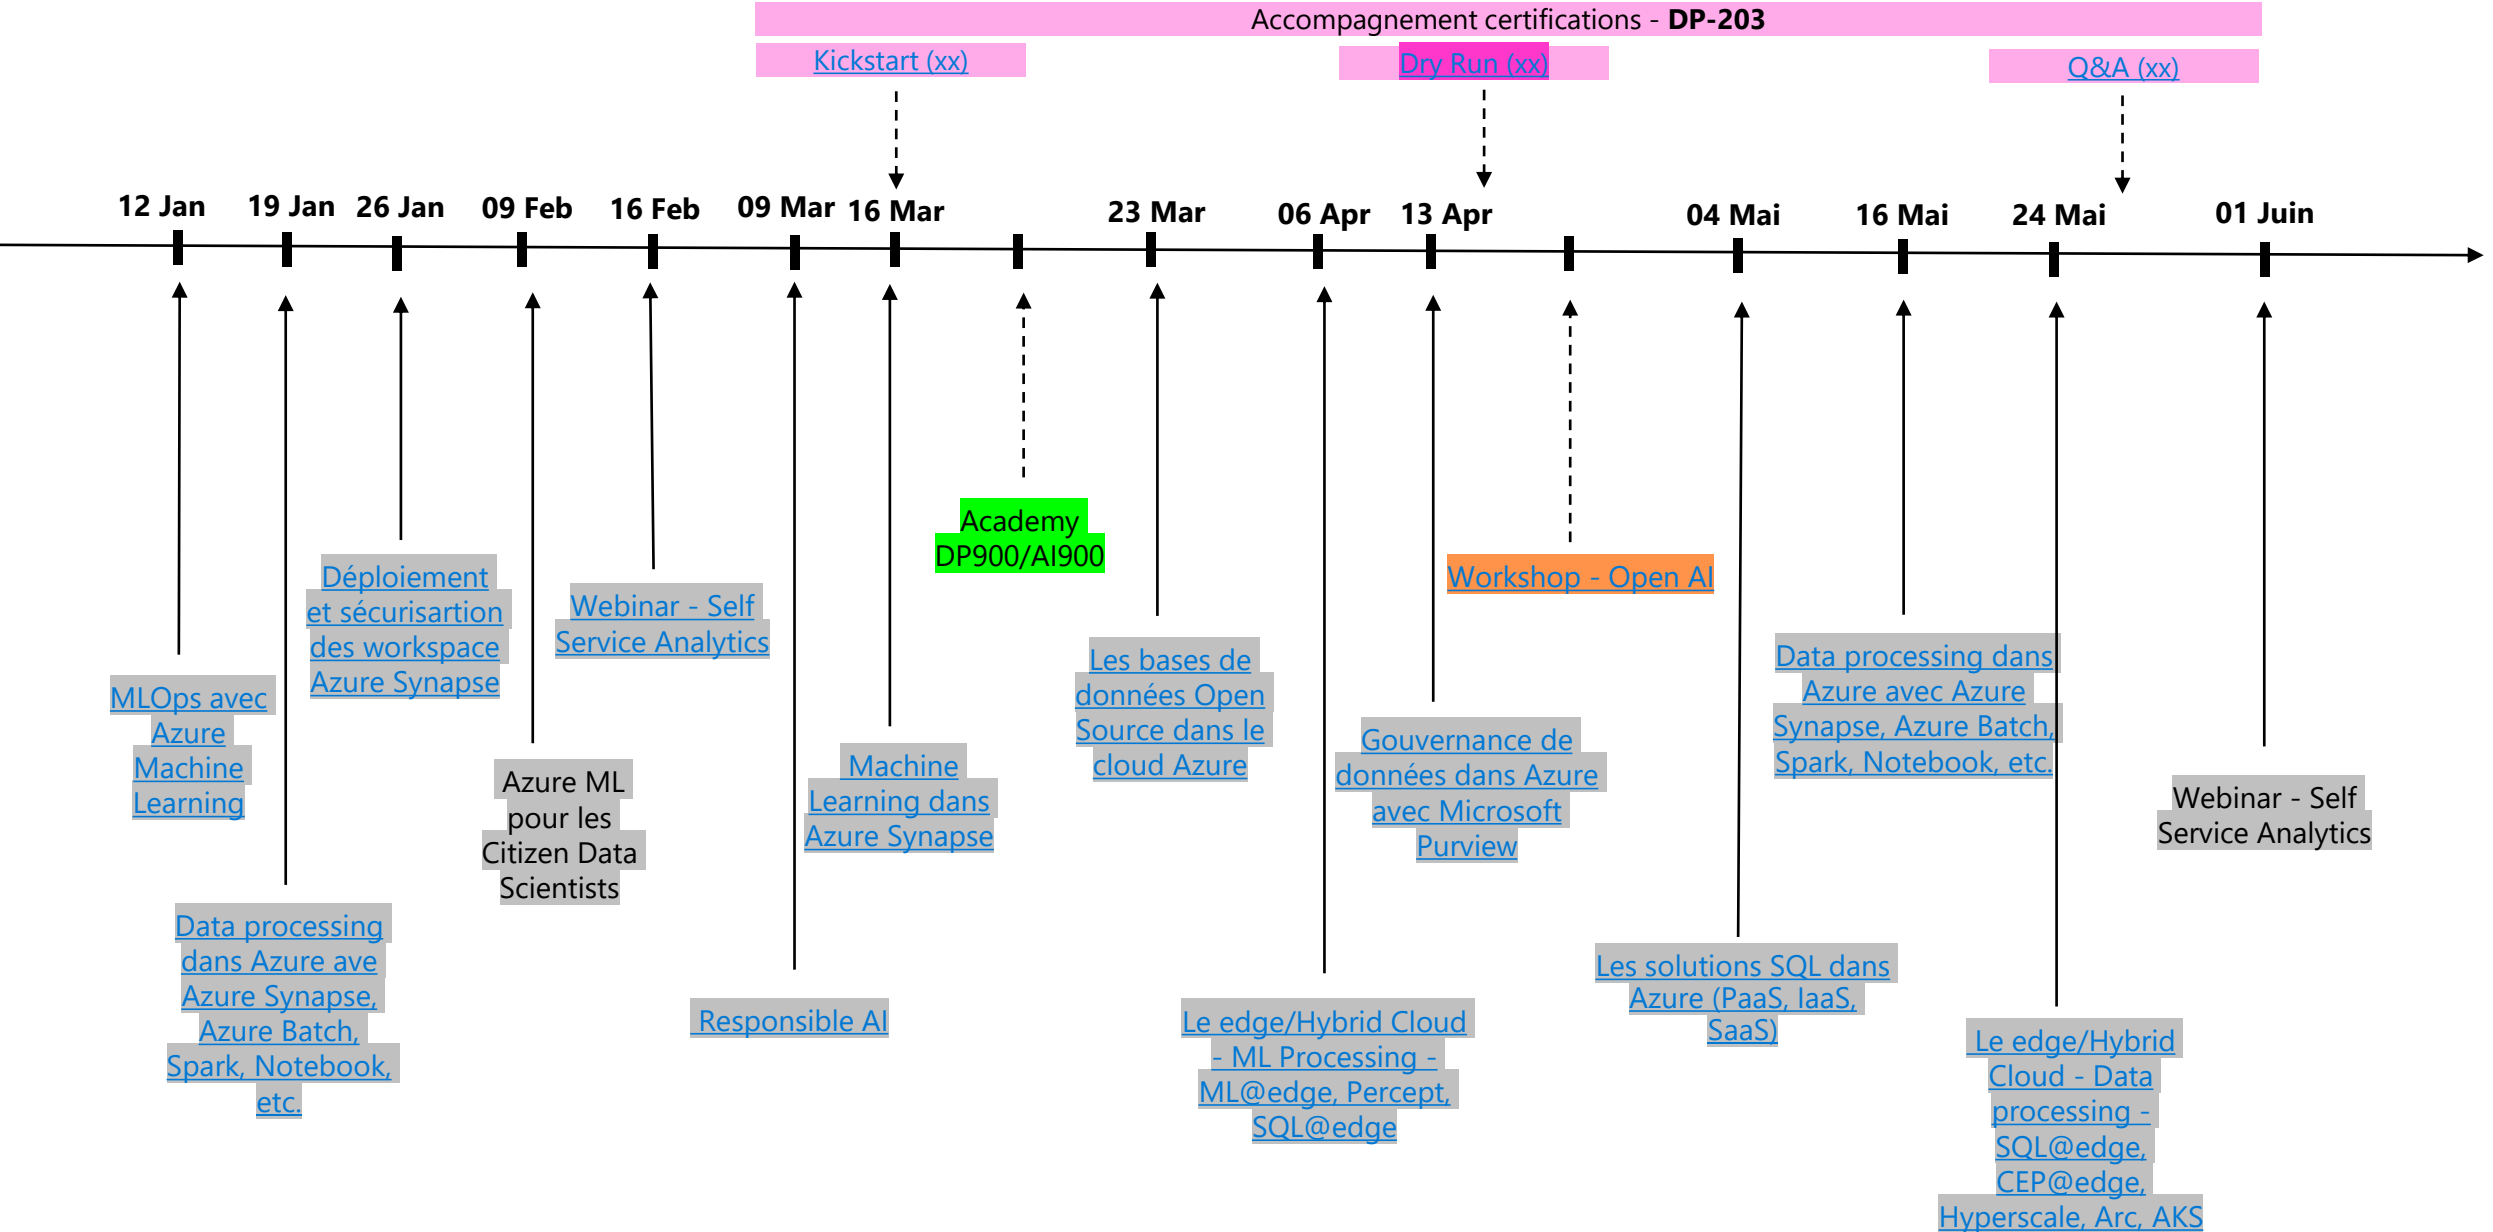 Accompagnement certifications - DP-203
Kickstart (xx)
Dry Run (xx)
Q&A (xx)
12 Jan
19 Jan
26 Jan
09 Feb
16 Feb
09 Mar
16 Mar
23 Mar
06 Apr
13 Apr
04 Mai
16 Mai
24 Mai
01 Juin
MLOps avec
Azure
Machine
Learning
Data processing
dans Azure ave
Azure Synapse,
Azure Batch,
Spark, Notebook,
etc.
Déploiement
et sécurisartion
des workspace
Azure Synapse
Azure ML
pour les
Citizen Data
Scientists
Webinar - Self
Service Analytics
Responsible AI
Machine
Learning dans
Azure Synapse
Academy
DP900/AI900
Les bases de
données Open
Source dans le
cloud Azure
Le edge/Hybrid Cloud
- ML Processing -
ML@edge, Percept,
SQL@edge
Gouvernance de
données dans Azure
avec Microsoft
Purview
Workshop - Open AI
Les solutions SQL dans
Azure (PaaS, IaaS,
SaaS)
Data processing dans
Azure avec Azure
Synapse, Azure Batch,
Spark, Notebook, etc.
Le edge/Hybrid
Cloud - Data
processing -
SQL@edge,
CEP@edge,
Hyperscale, Arc, AKS
Webinar - Self
Service Analytics